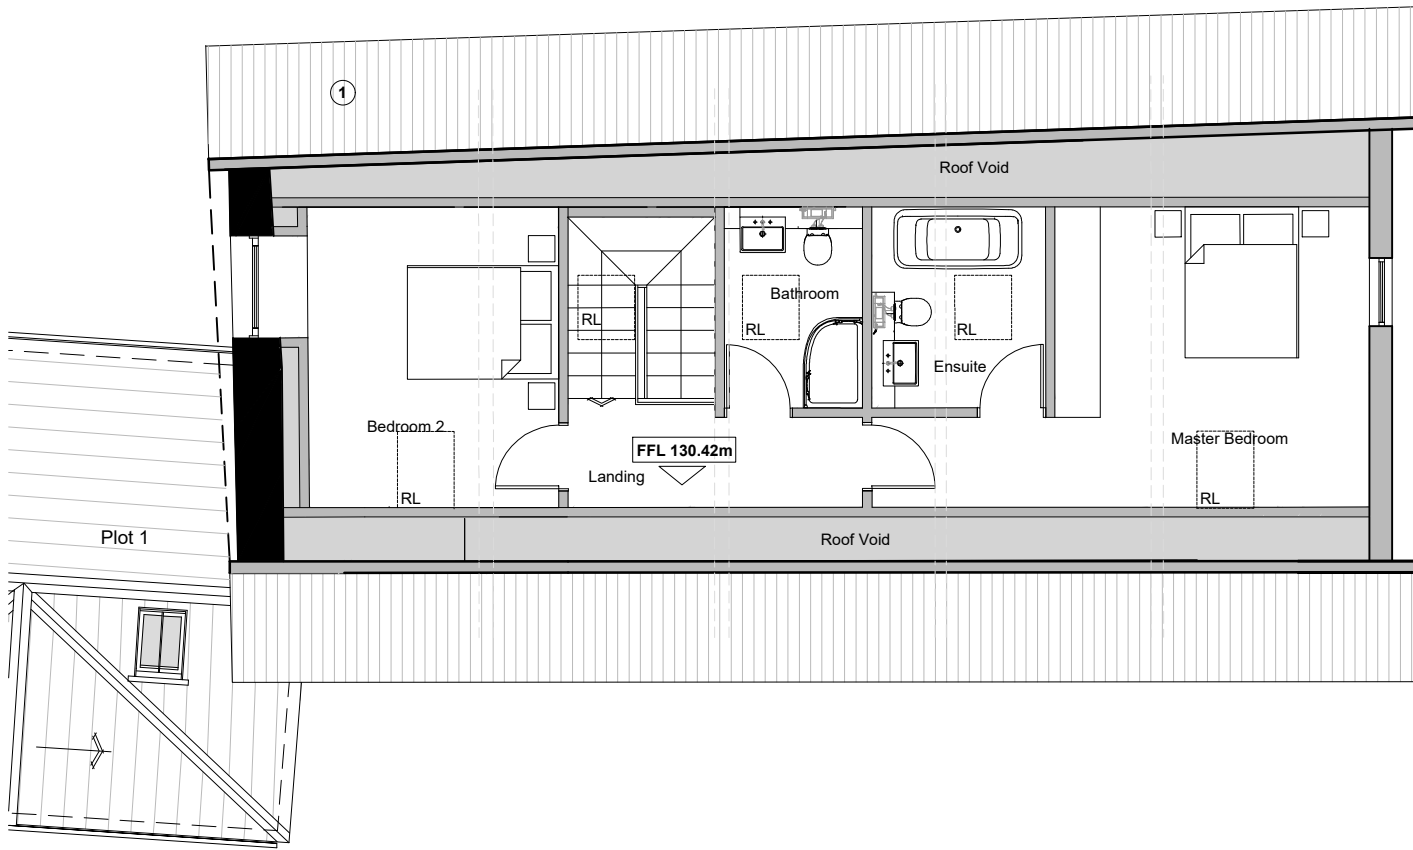 1
Roof Void
Bathroom
RL
RL
RL
Ensuite
Bedroom 2
Master Bedroom
FFL 130.42m
Landing
RL
RL
Plot 1
Roof Void